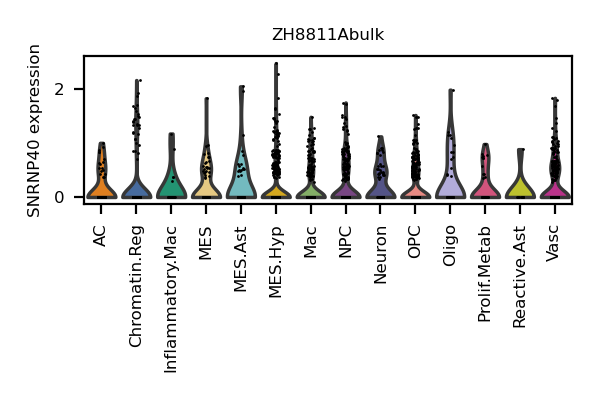 ZH8811Abulk
SNRNP40 expression
2
0
AC
Chromatin.Reg
Inflammatory.Mac
MES
MES.Ast
MES.Hyp
Mac
NPC
Neuron
OPC
Oligo
Prolif.Metab
Reactive.Ast
Vasc